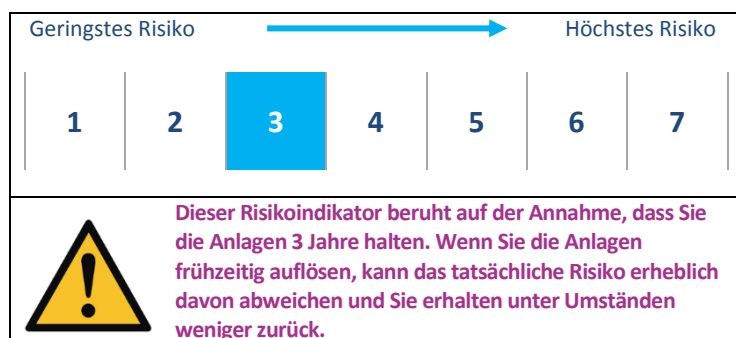 Geringstes Risiko Höchstes Risiko
1 2 3 4 5 6 7
Dieser Risikoindikator beruht auf der Annahme, dass Sie
die Anlagen 3 Jahre halten. Wenn Sie die Anlagen
frühzeitig auflösen, kann das tatsächliche Risiko erheblich
davon abweichen und Sie erhalten unter Umständen
weniger zurück.